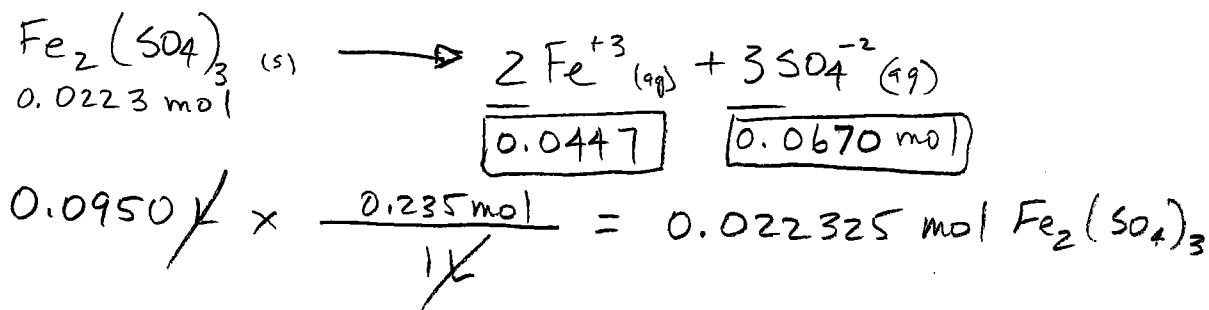 Fe₂(SO₄)₃ (s) → 2 Fe⁺³ (aq) + 3 SO₄⁻² (aq)
0.0223 mol
0.0447 0.0670 mol
0.0950 L × 0.235 mol / 1 L = 0.022325 mol Fe₂(SO₄)₃